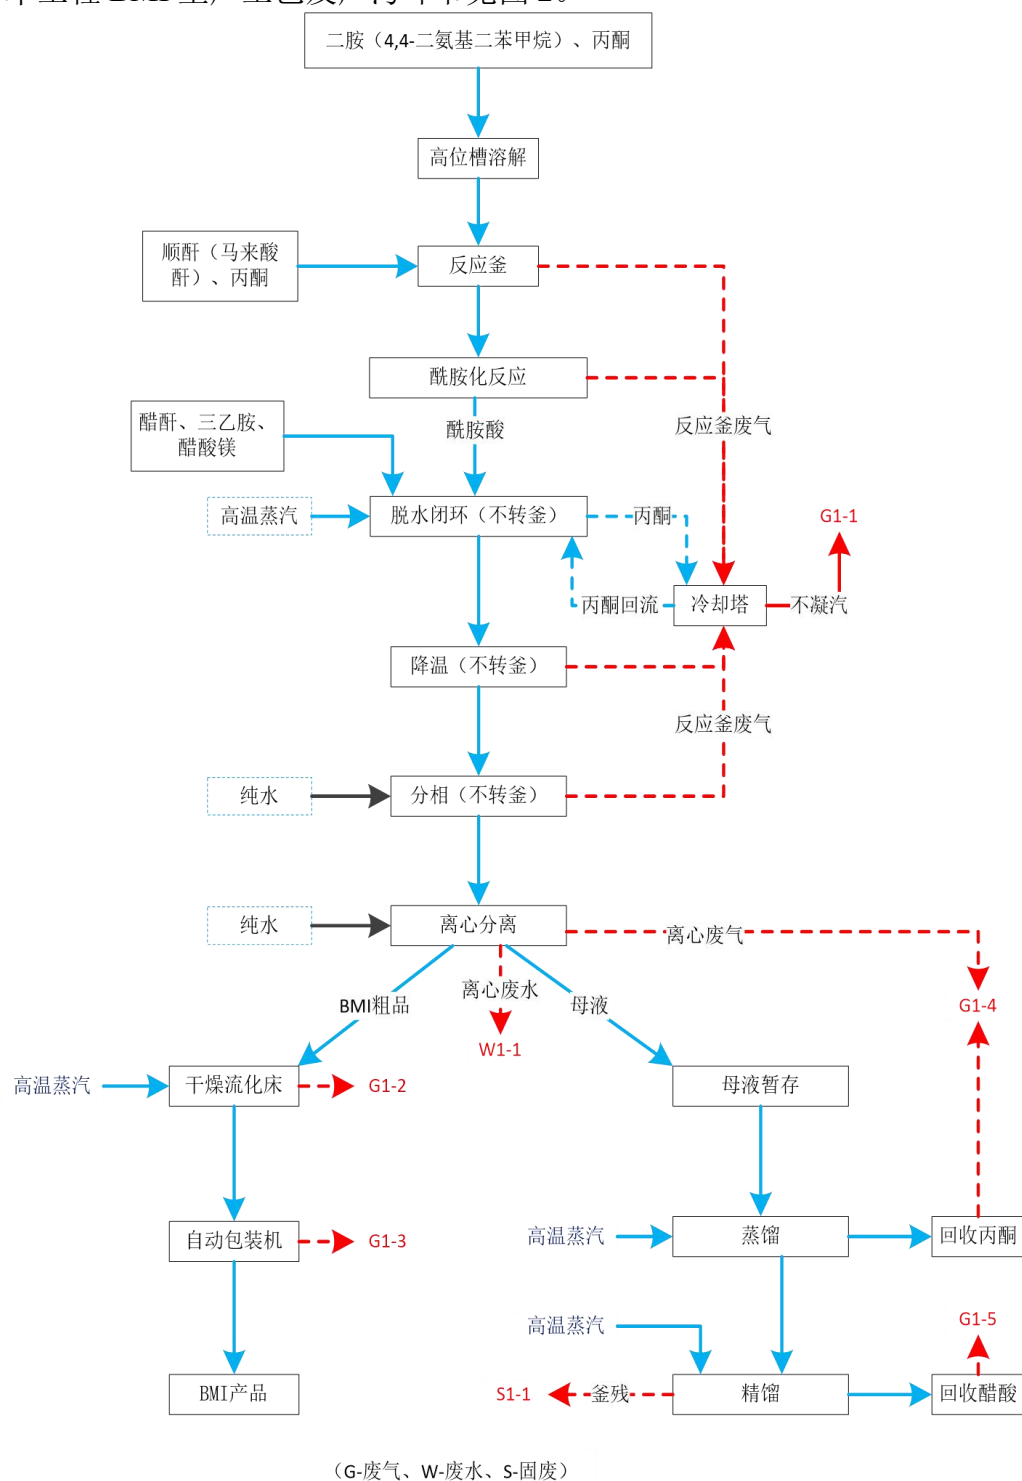 二胺（4,4-二氨基二苯甲烷）、丙酮
高位槽溶解
顺酐（马来酸
酐）、丙酮
反应釜
酰胺化反应
醋酐、三乙胺、
醋酸镁
酰胺酸
反应釜废气
高温蒸汽
脱水闭环（不转釜）
丙酮
G1-1
丙酮回流
冷却塔
不凝汽
降温（不转釜）
反应釜废气
纯水
分相（不转釜）
纯水
离心分离
离心废气
BMI粗品
离心废水
母液
G1-4
W1-1
高温蒸汽
干燥流化床
G1-2
母液暂存
自动包装机
G1-3
高温蒸汽
蒸馏
回收丙酮
高温蒸汽
G1-5
BMI产品
S1-1
釜残
精馏
回收醋酸
（G-废气、W-废水、S-固废）